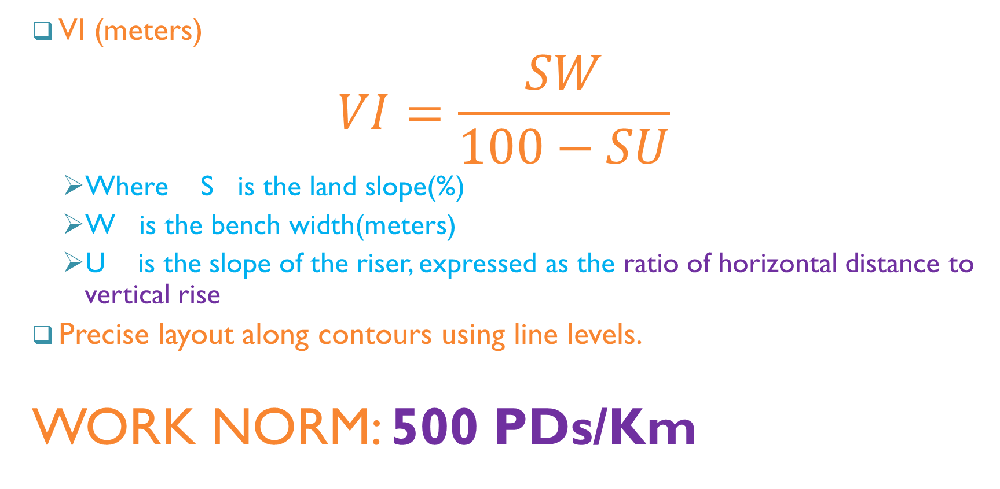 ❑ VI (meters)
VI = SW / (100 − SU)
➢Where S is the land slope(%)
➢W is the bench width(meters)
➢U is the slope of the riser, expressed as the ratio of horizontal distance to
vertical rise
❑ Precise layout along contours using line levels.
WORK NORM: 500 PDs/Km